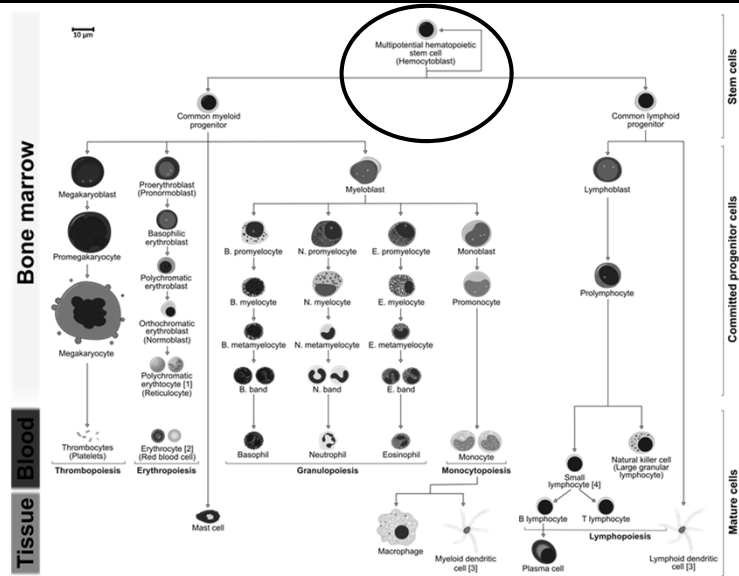 10 µm
Multipotential hematopoietic
stem cell
(Hemocytoblast)
Common myeloid
progenitor
Common lymphoid
progenitor
Megakaryoblast
Proerythroblast
(Pronormoblast)
Myeloblast
Lymphoblast
Promegakaryocyte
Basophilic
erythroblast
B. promyelocyte
N. promyelocyte
E. promyelocyte
Monoblast
Polychromatic
erythroblast
B. myelocyte
N. myelocyte
E. myelocyte
Promonocyte
Prolymphocyte
Orthochromatic
erythroblast
(Normoblast)
B. metamyelocyte
N. metamyelocyte
E. metamyelocyte
Megakaryocyte
Polychromatic
erythtocyte [1]
(Reticulocyte)
B. band
N. band
E. band
Thrombocytes
(Platelets)
Erythrocyte [2]
(Red blood cell)
Basophil
Neutrophil
Eosinophil
Monocyte
Natural killer cell
(Large granular
lymphocyte)
Small
lymphocyte [4]
Thrombopoiesis
Erythropoiesis
Granulopoiesis
Monocytopoiesis
Mast cell
B lymphocyte
T lymphocyte
Lymphopoiesis
Macrophage
Myeloid dendritic
cell [3]
Plasma cell
Lymphoid dendritic
cell [3]
Bone marrow
Blood
Tissue
Stem cells
Committed progenitor cells
Mature cells